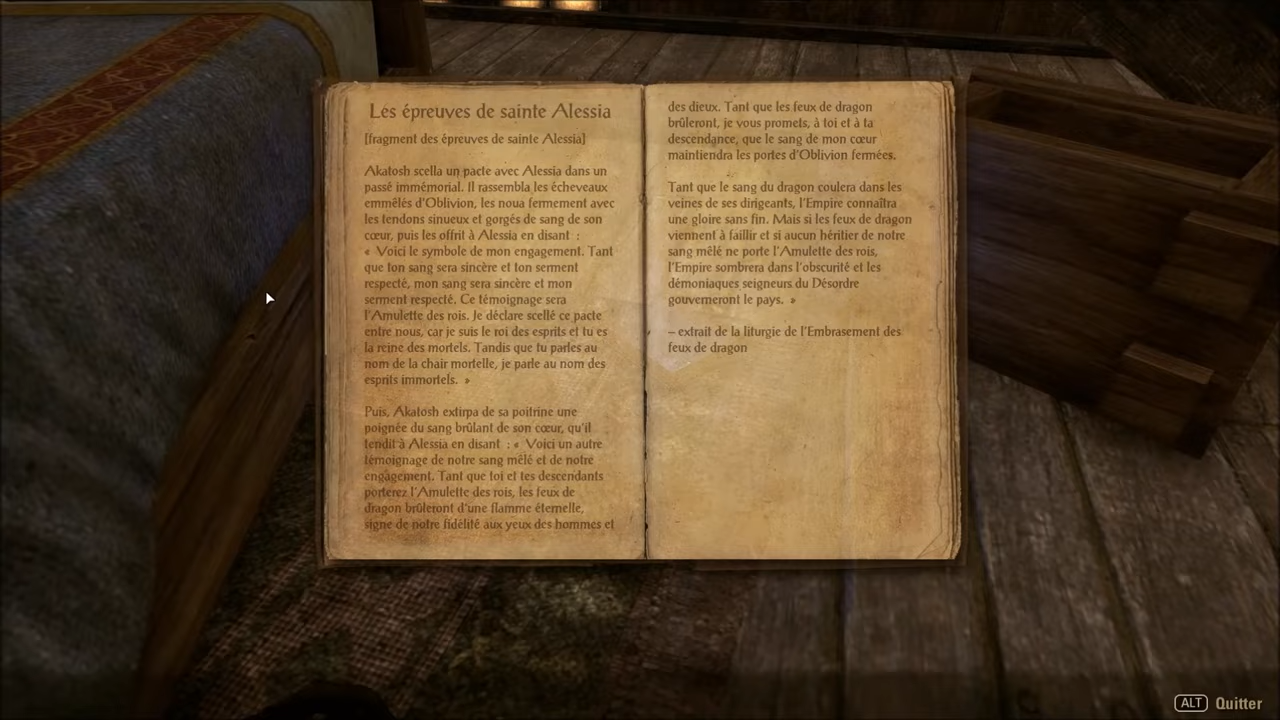 Les épreuves de sainte Alessia
[fragment des épreuves de sainte Alessia]
Akatosh scella un pacte avec Alessia dans un
passé immémorial. Il rassembla les écheveaux
emmêlés d'Oblivion, les noua fermement avec
les tendons sinueux et gorgés de sang de son
cœur, puis les offrit à Alessia en disant :
« Voici le symbole de mon engagement. Tant
que ton sang sera sincère et ton serment
respecté, mon sang sera sincère et mon
serment respecté. Ce témoignage sera
l'Amulette des rois. Je déclare scellé ce pacte
entre nous, car je suis le roi des esprits et tu es
la reine des mortels. Tandis que tu parles au
nom de la chair mortelle, je parle au nom des
esprits immortels. »
Puis, Akatosh extirpa de sa poitrine une
poignée du sang brûlant de son cœur, qu'il
tendit à Alessia en disant : « Voici un autre
témoignage de notre sang mêlé et de notre
engagement. Tant que toi et tes descendants
porterez l'Amulette des rois, les feux de
dragon brûleront d'une flamme éternelle,
signe de notre fidélité aux yeux des hommes et
des dieux. Tant que les feux de dragon
brûleront, je vous promets, à toi et à ta
descendance, que le sang de mon cœur
maintiendra les portes d'Oblivion fermées.
Tant que le sang du dragon coulera dans les
veines de ses dirigeants, l'Empire connaîtra
une gloire sans fin. Mais si les feux de dragon
viennent à faillir et si aucun héritier de notre
sang mêlé ne porte l'Amulette des rois,
l'Empire sombrera dans l'obscurité et les
démoniaques seigneurs du Désordre
gouverneront le pays. »
– extrait de la liturgie de l'Embrasement des
feux de dragon
ALT Quitter